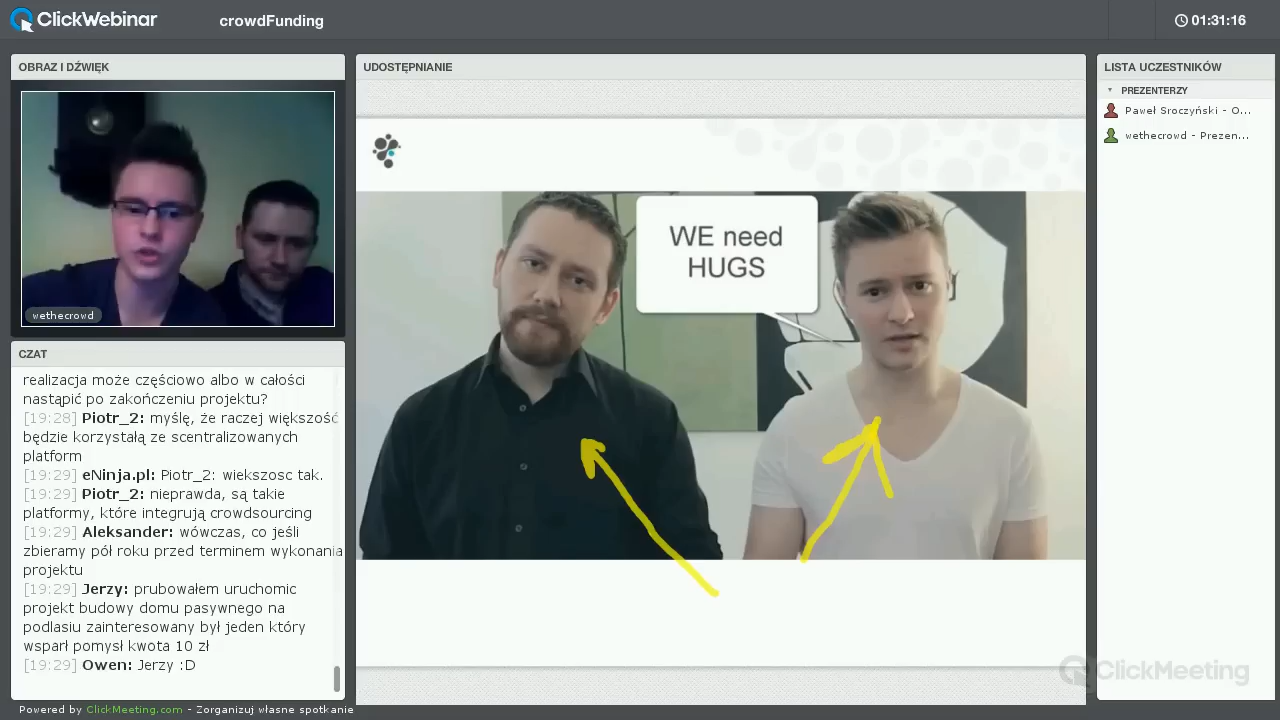 ClickWebinar
crowdFunding
01:31:16
OBRAZ I DŹWIĘK
wethecrowd
CZAT
realizacja może częściowo albo w całości
nastąpić po zakończeniu projektu?
[19:28] Piotr_2: myślę, że raczej większość
będzie korzystałą ze scentralizowanych
platform
[19:29] eNinja.pl: Piotr_2: wiekszosc tak.
[19:29] Piotr_2: nieprawda, są takie
platformy, które integrują crowdsourcing
[19:29] Aleksander: wówczas, co jeśli
zbieramy pół roku przed terminem wykonania
projektu
[19:29] Jerzy: prubowałem uruchomic
projekt budowy domu pasywnego na
podlasiu zainteresowany był jeden który
wsparł pomysł kwota 10 zł
[19:29] Owen: Jerzy :D
UDOSTĘPNIANIE
WE need
HUGS
LISTA UCZESTNIKÓW
PREZENTERZY
Paweł Sroczyński - O...
wethecrowd - Prezen...
ClickMeeting
Powered by ClickMeeting.com - Zorganizuj własne spotkanie